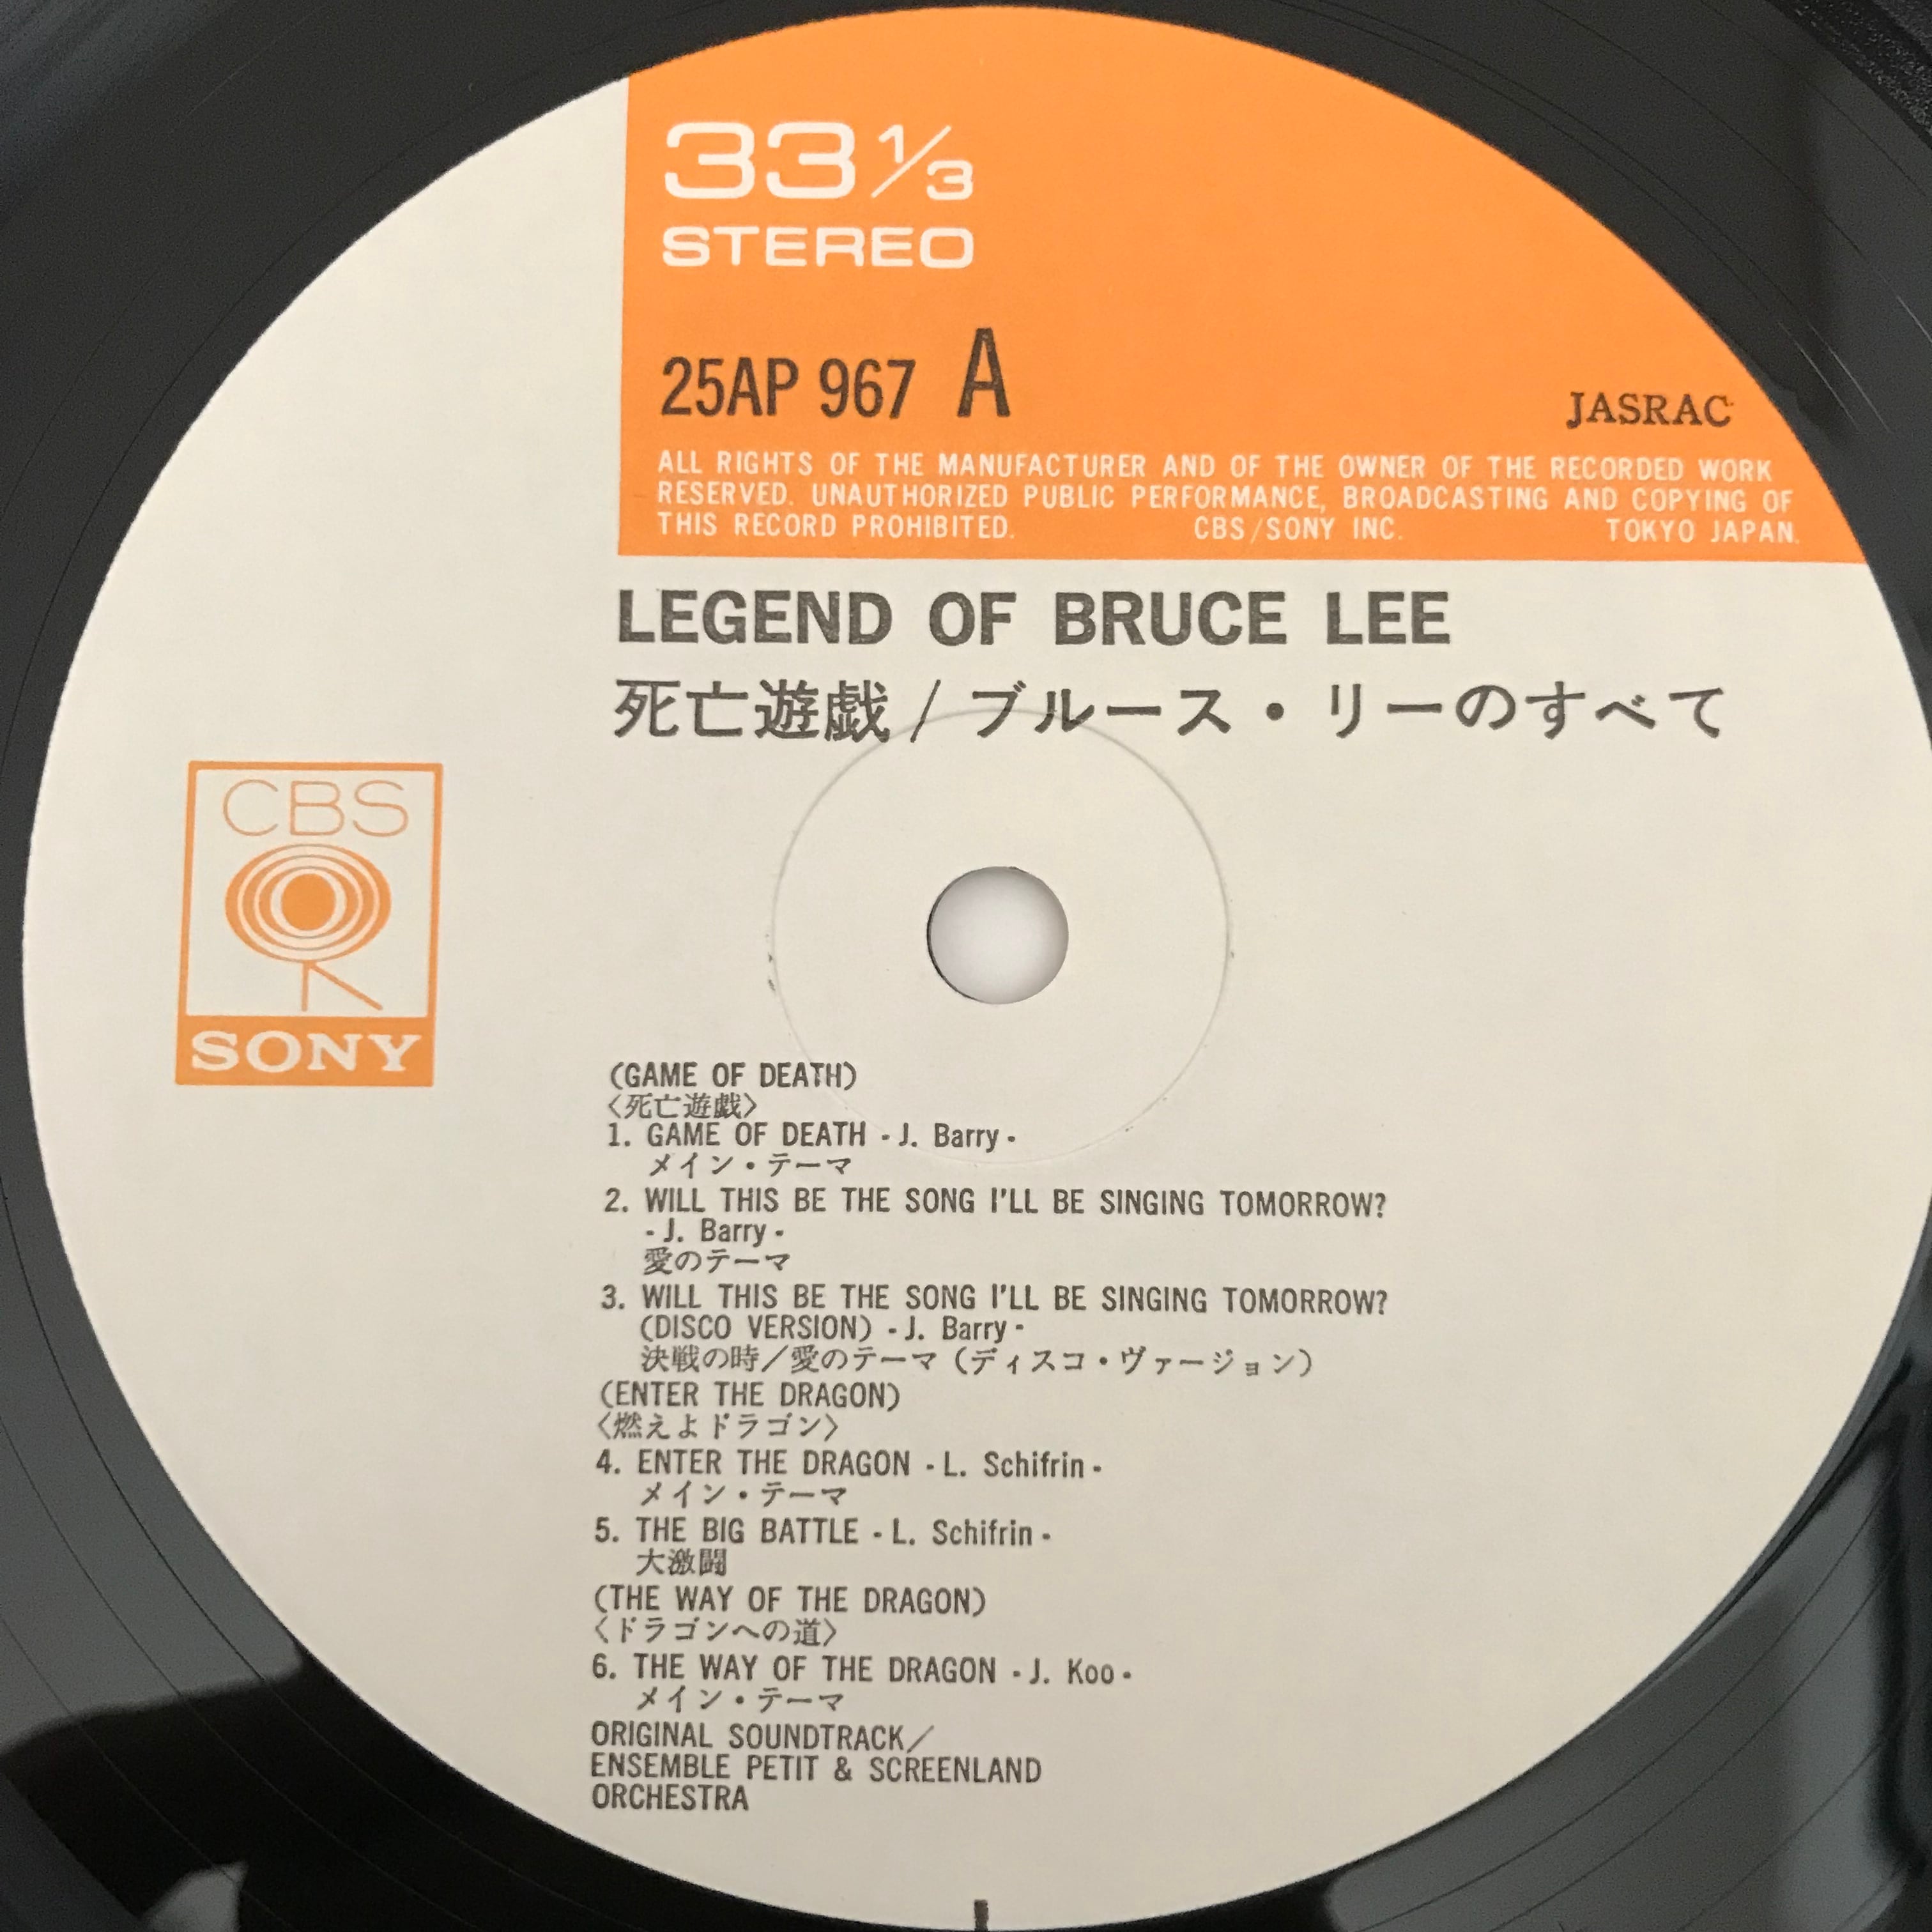 33 1/3
STEREO
25AP 967 A
JASRAC
ALL RIGHTS OF THE MANUFACTURER AND OF THE OWNER OF THE RECORDED WORK
RESERVED. UNAUTHORIZED PUBLIC PERFORMANCE, BROADCASTING AND COPYING OF
THIS RECORD PROHIBITED. CBS/SONY INC. TOKYO JAPAN.
LEGEND OF BRUCE LEE
死亡遊戯/ブルース・リーのすべて
CBS
SONY
(GAME OF DEATH)
〈死亡遊戯〉
1. GAME OF DEATH - J. Barry -
メイン・テーマ
2. WILL THIS BE THE SONG I'LL BE SINGING TOMORROW?
- J. Barry -
愛のテーマ
3. WILL THIS BE THE SONG I'LL BE SINGING TOMORROW?
(DISCO VERSION) - J. Barry -
決戦の時／愛のテーマ（ディスコ・ヴァージョン）
(ENTER THE DRAGON)
〈燃えよドラゴン〉
4. ENTER THE DRAGON - L. Schifrin -
メイン・テーマ
5. THE BIG BATTLE - L. Schifrin -
大激闘
(THE WAY OF THE DRAGON)
〈ドラゴンへの道〉
6. THE WAY OF THE DRAGON - J. Koo -
メイン・テーマ
ORIGINAL SOUNDTRACK/
ENSEMBLE PETIT & SCREENLAND
ORCHESTRA